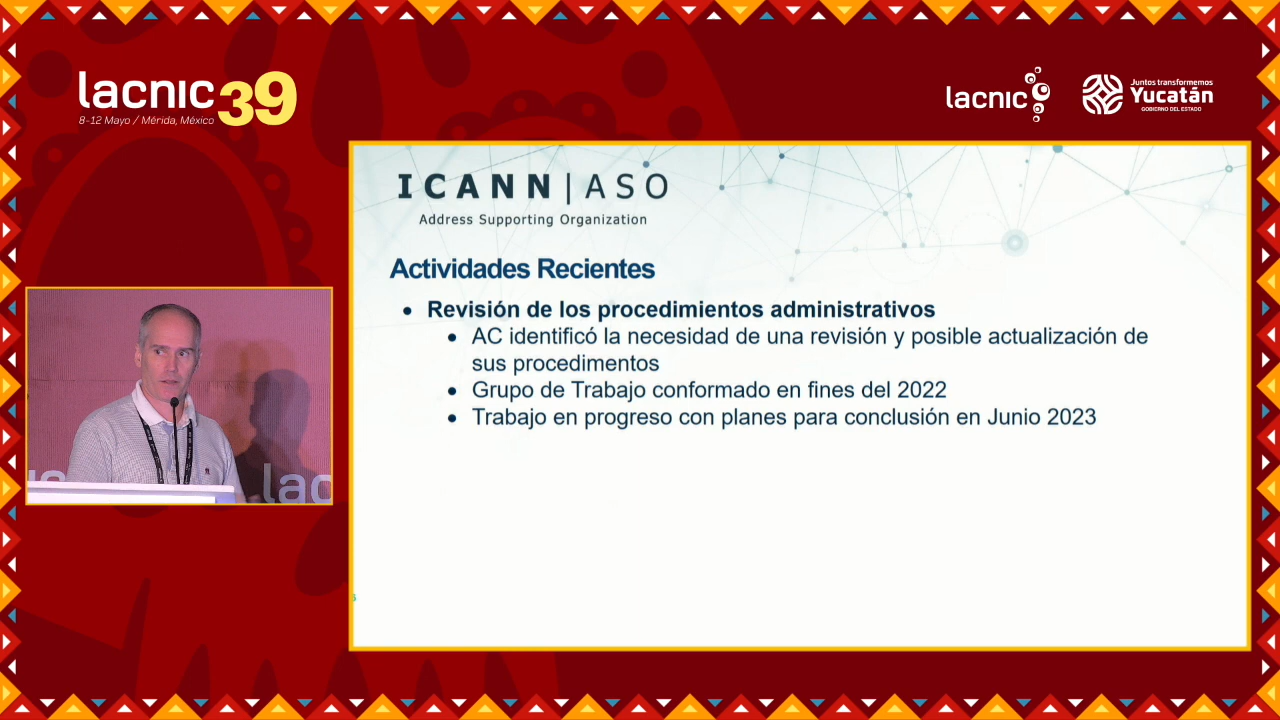 lacnic 39
8-12 Mayo / Mérida, México
lacnic
Juntos transformemos
Yucatán
GOBIERNO DEL ESTADO
ICANN | ASO
Address Supporting Organization
Actividades Recientes
• Revisión de los procedimientos administrativos
• AC identificó la necesidad de una revisión y posible actualización de
sus procedimentos
• Grupo de Trabajo conformado en fines del 2022
• Trabajo en progreso con planes para conclusión en Junio 2023
lac